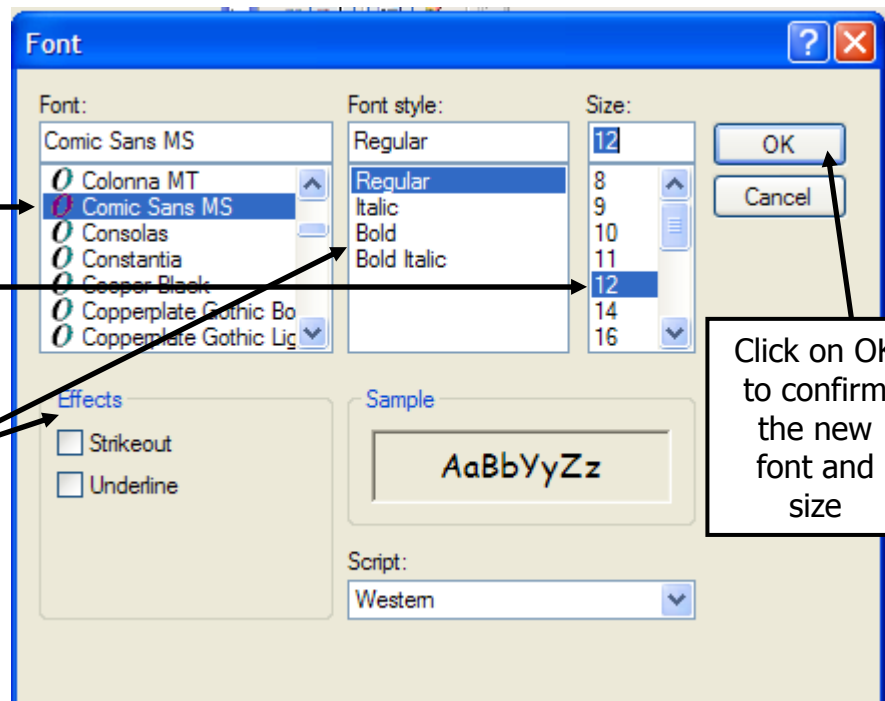 Font
Font:
Font style:
Size:
Comic Sans MS
Regular
12
OK
Cancel
Colonna MT
Comic Sans MS
Consolas
Constantia
Cooper Black
Copperplate Gothic Bo
Copperplate Gothic Lig
Regular
Italic
Bold
Bold Italic
8
9
10
11
12
14
16
Click on OK
to confirm
the new
font and
size
Effects
Strikeout
Underline
Sample
AaBbYyZz
Script:
Western